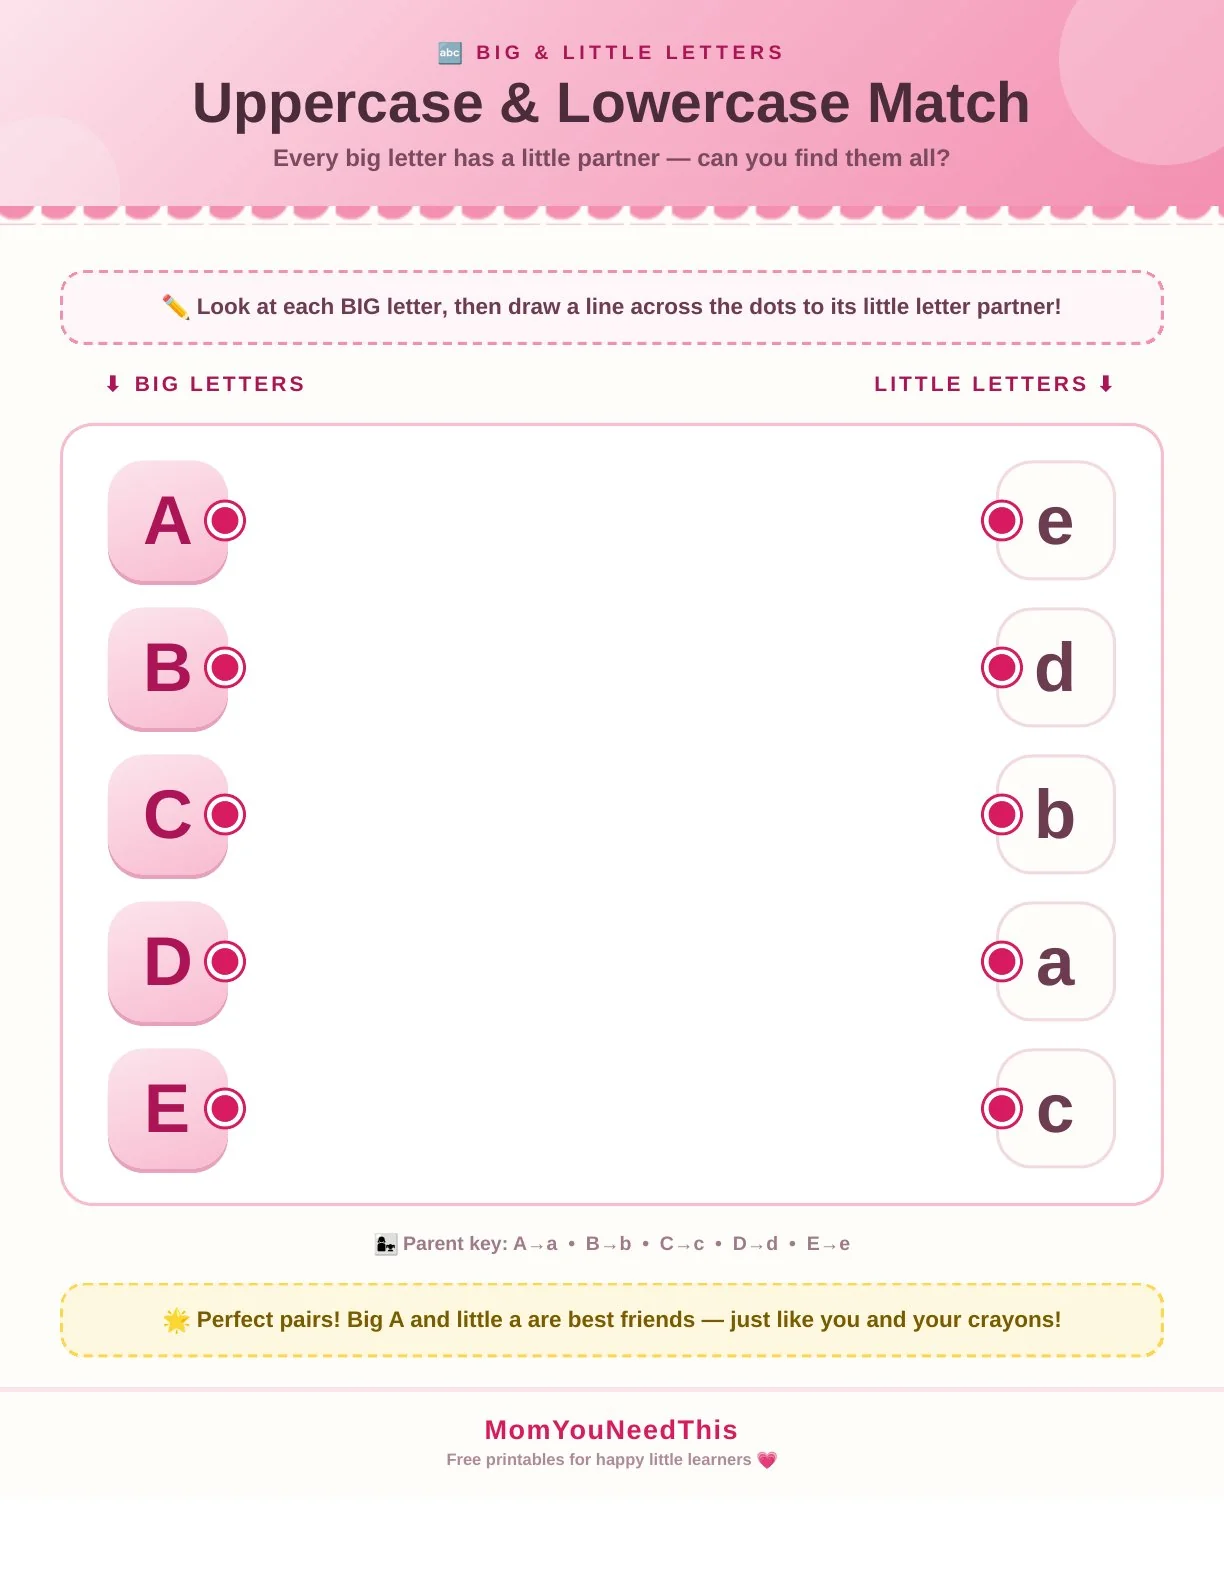 🔤 BIG & LITTLE LETTERS
Uppercase & Lowercase Match
Every big letter has a little partner — can you find them all?
✏️ Look at each BIG letter, then draw a line across the dots to its little letter partner!
⬇ BIG LETTERS
LITTLE LETTERS ⬇
A e
B d
C b
D a
E c
Parent key: A→a • B→b • C→c • D→d • E→e
🌟 Perfect pairs! Big A and little a are best friends — just like you and your crayons!
MomYouNeedThis
Free printables for happy little learners 💗